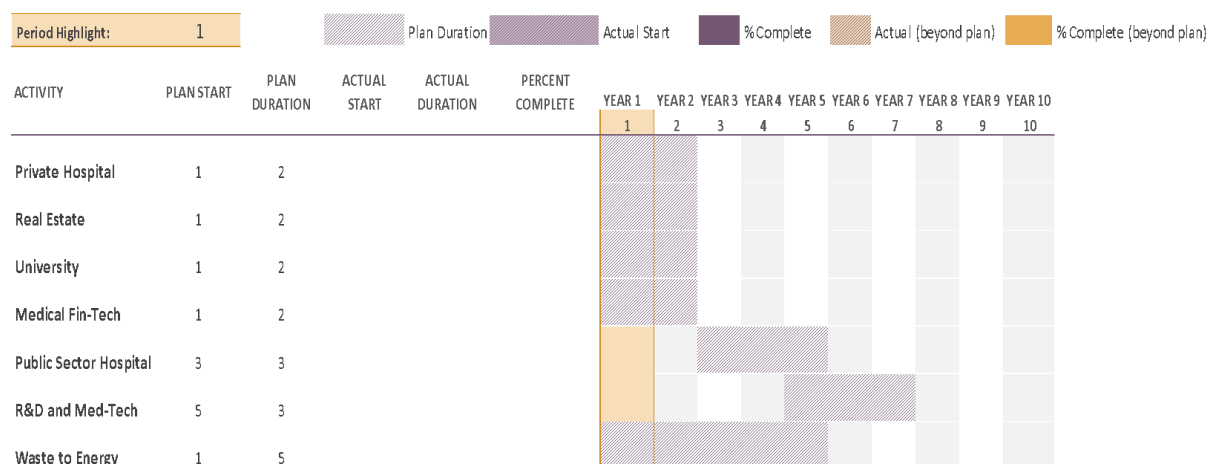 Period Highlight: 1 Plan Duration Actual Start % Complete Actual (beyond plan) % Complete (beyond plan)
ACTIVITY PLAN START PLAN DURATION ACTUAL START ACTUAL DURATION PERCENT COMPLETE YEAR 1 YEAR 2 YEAR 3 YEAR 4 YEAR 5 YEAR 6 YEAR 7 YEAR 8 YEAR 9 YEAR 10
1 2 3 4 5 6 7 8 9 10
Private Hospital 1 2
Real Estate 1 2
University 1 2
Medical Fin-Tech 1 2
Public Sector Hospital 3 3
R&D and Med-Tech 5 3
Waste to Energy 1 5